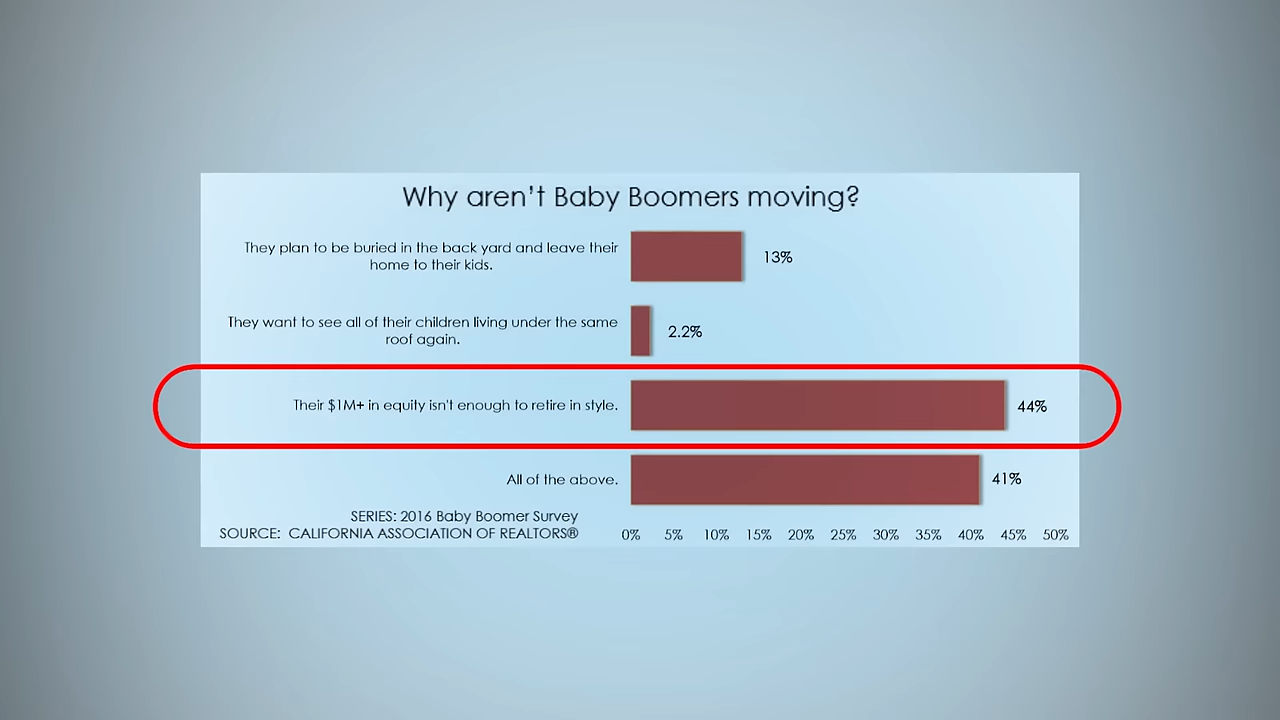 Why aren't Baby Boomers moving?
They plan to be buried in the back yard and leave their
home to their kids.
13%
They want to see all of their children living under the same
roof again.
2.2%
Their $1M+ in equity isn't enough to retire in style.
44%
All of the above.
41%
SERIES: 2016 Baby Boomer Survey
SOURCE: CALIFORNIA ASSOCIATION OF REALTORS®
0% 5% 10% 15% 20% 25% 30% 35% 40% 45% 50%